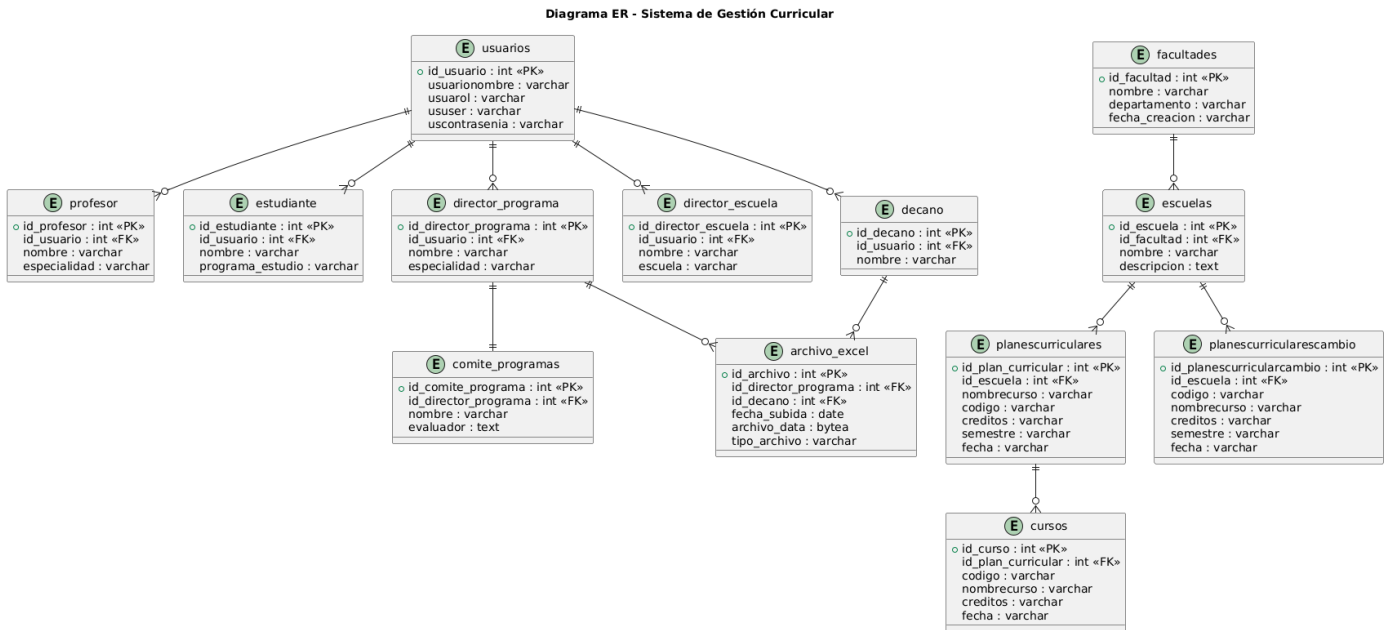 Diagrama ER - Sistema de Gestión Curricular
E usuarios
id_usuario : int «PK»
usuarionombre : varchar
usuarol : varchar
ususer : varchar
uscontrasenia : varchar
E facultades
id_facultad : int «PK»
nombre : varchar
departamento : varchar
fecha_creacion : varchar
E profesor
id_profesor : int «PK»
id_usuario : int «FK»
nombre : varchar
especialidad : varchar
E estudiante
id_estudiante : int «PK»
id_usuario : int «FK»
nombre : varchar
programa_estudio : varchar
E director_programa
id_director_programa : int «PK»
id_usuario : int «FK»
nombre : varchar
especialidad : varchar
E director_escuela
id_director_escuela : int «PK»
id_usuario : int «FK»
nombre : varchar
escuela : varchar
E decano
id_decano : int «PK»
id_usuario : int «FK»
nombre : varchar
E escuelas
id_escuela : int «PK»
id_facultad : int «FK»
nombre : varchar
descripcion : text
E comite_programas
id_comite_programa : int «PK»
id_director_programa : int «FK»
nombre : varchar
evaluador : text
E archivo_excel
id_archivo : int «PK»
id_director_programa : int «FK»
id_decano : int «FK»
fecha_subida : date
archivo_data : bytea
tipo_archivo : varchar
E planescurriculares
id_plan_curricular : int «PK»
id_escuela : int «FK»
nombrecurso : varchar
codigo : varchar
creditos : varchar
semestre : varchar
fecha : varchar
E planescurricularescambio
id_planescurricularcambio : int «PK»
id_escuela : int «FK»
codigo : varchar
nombrecurso : varchar
creditos : varchar
semestre : varchar
fecha : varchar
E cursos
id_curso : int «PK»
id_plan_curricular : int «FK»
codigo : varchar
nombrecurso : varchar
creditos : varchar
fecha : varchar